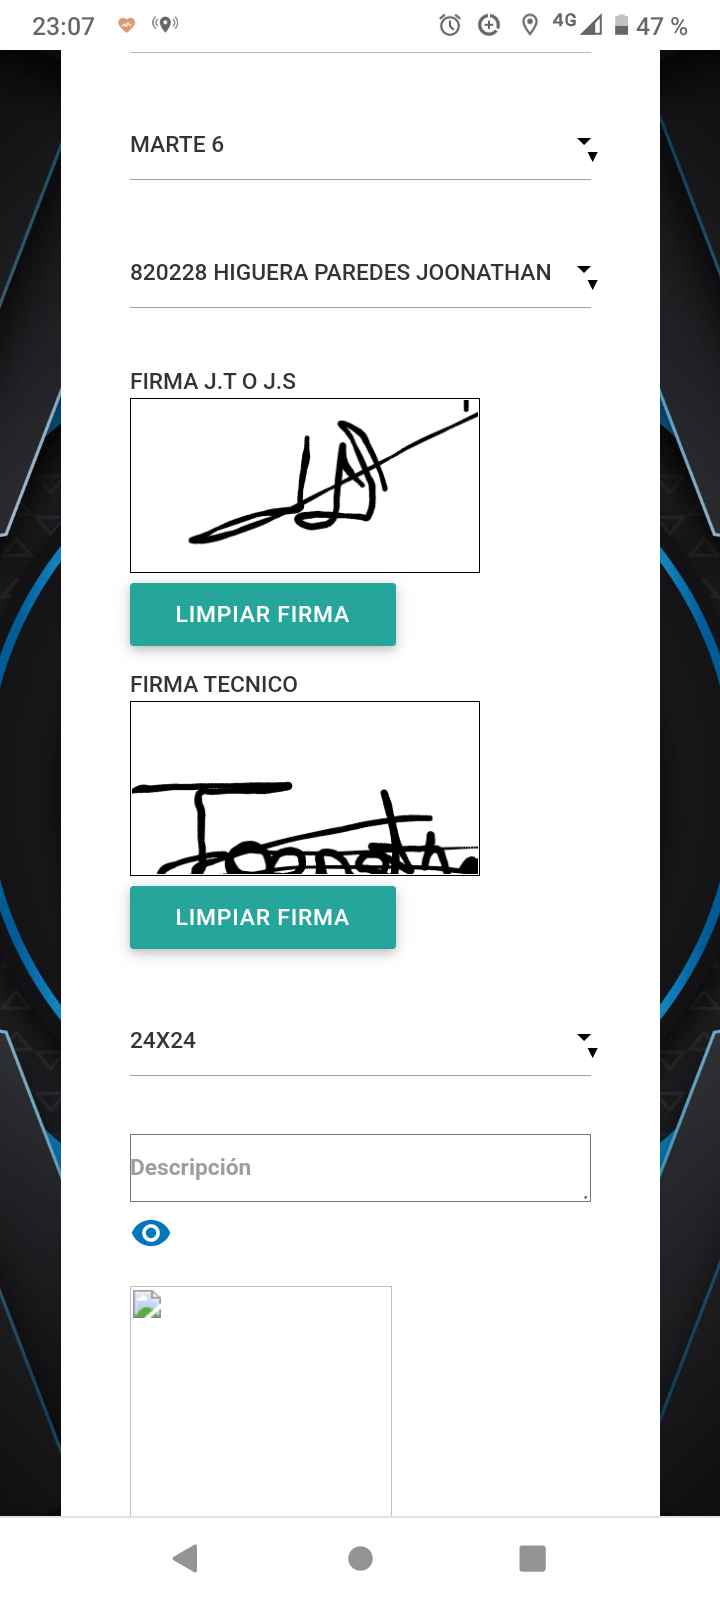 23:07
4G
47 %
MARTE 6
820228 HIGUERA PAREDES JOONATHAN
FIRMA J.T O J.S
LIMPIAR FIRMA
FIRMA TECNICO
Joonath
LIMPIAR FIRMA
24X24
Descripción